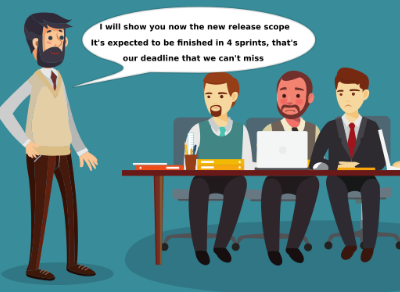 I will show you now the new release scope
It's expected to be finished in 4 sprints, that's
our deadline that we can't miss